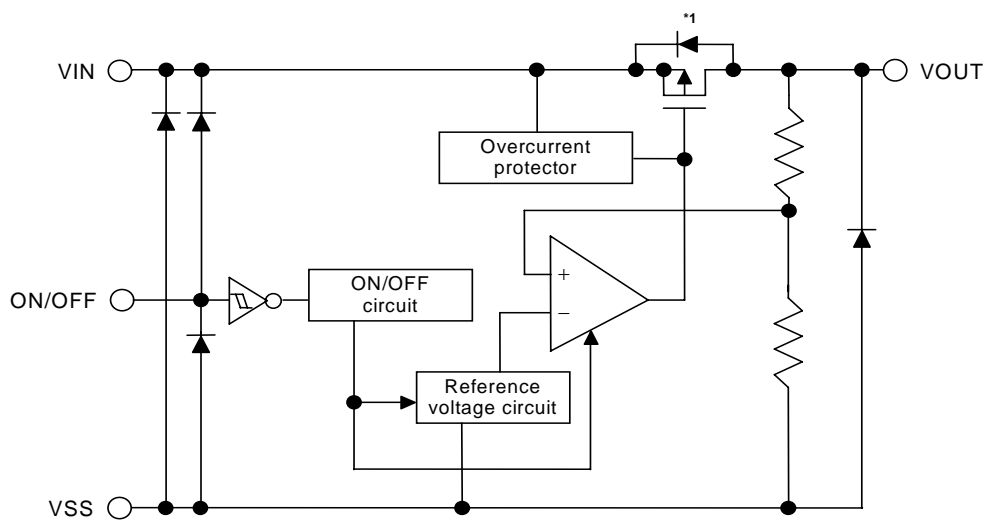 *1
VIN
VOUT
Overcurrent
protector
+
−
ON/OFF
ON/OFF
circuit
Reference
voltage circuit
VSS